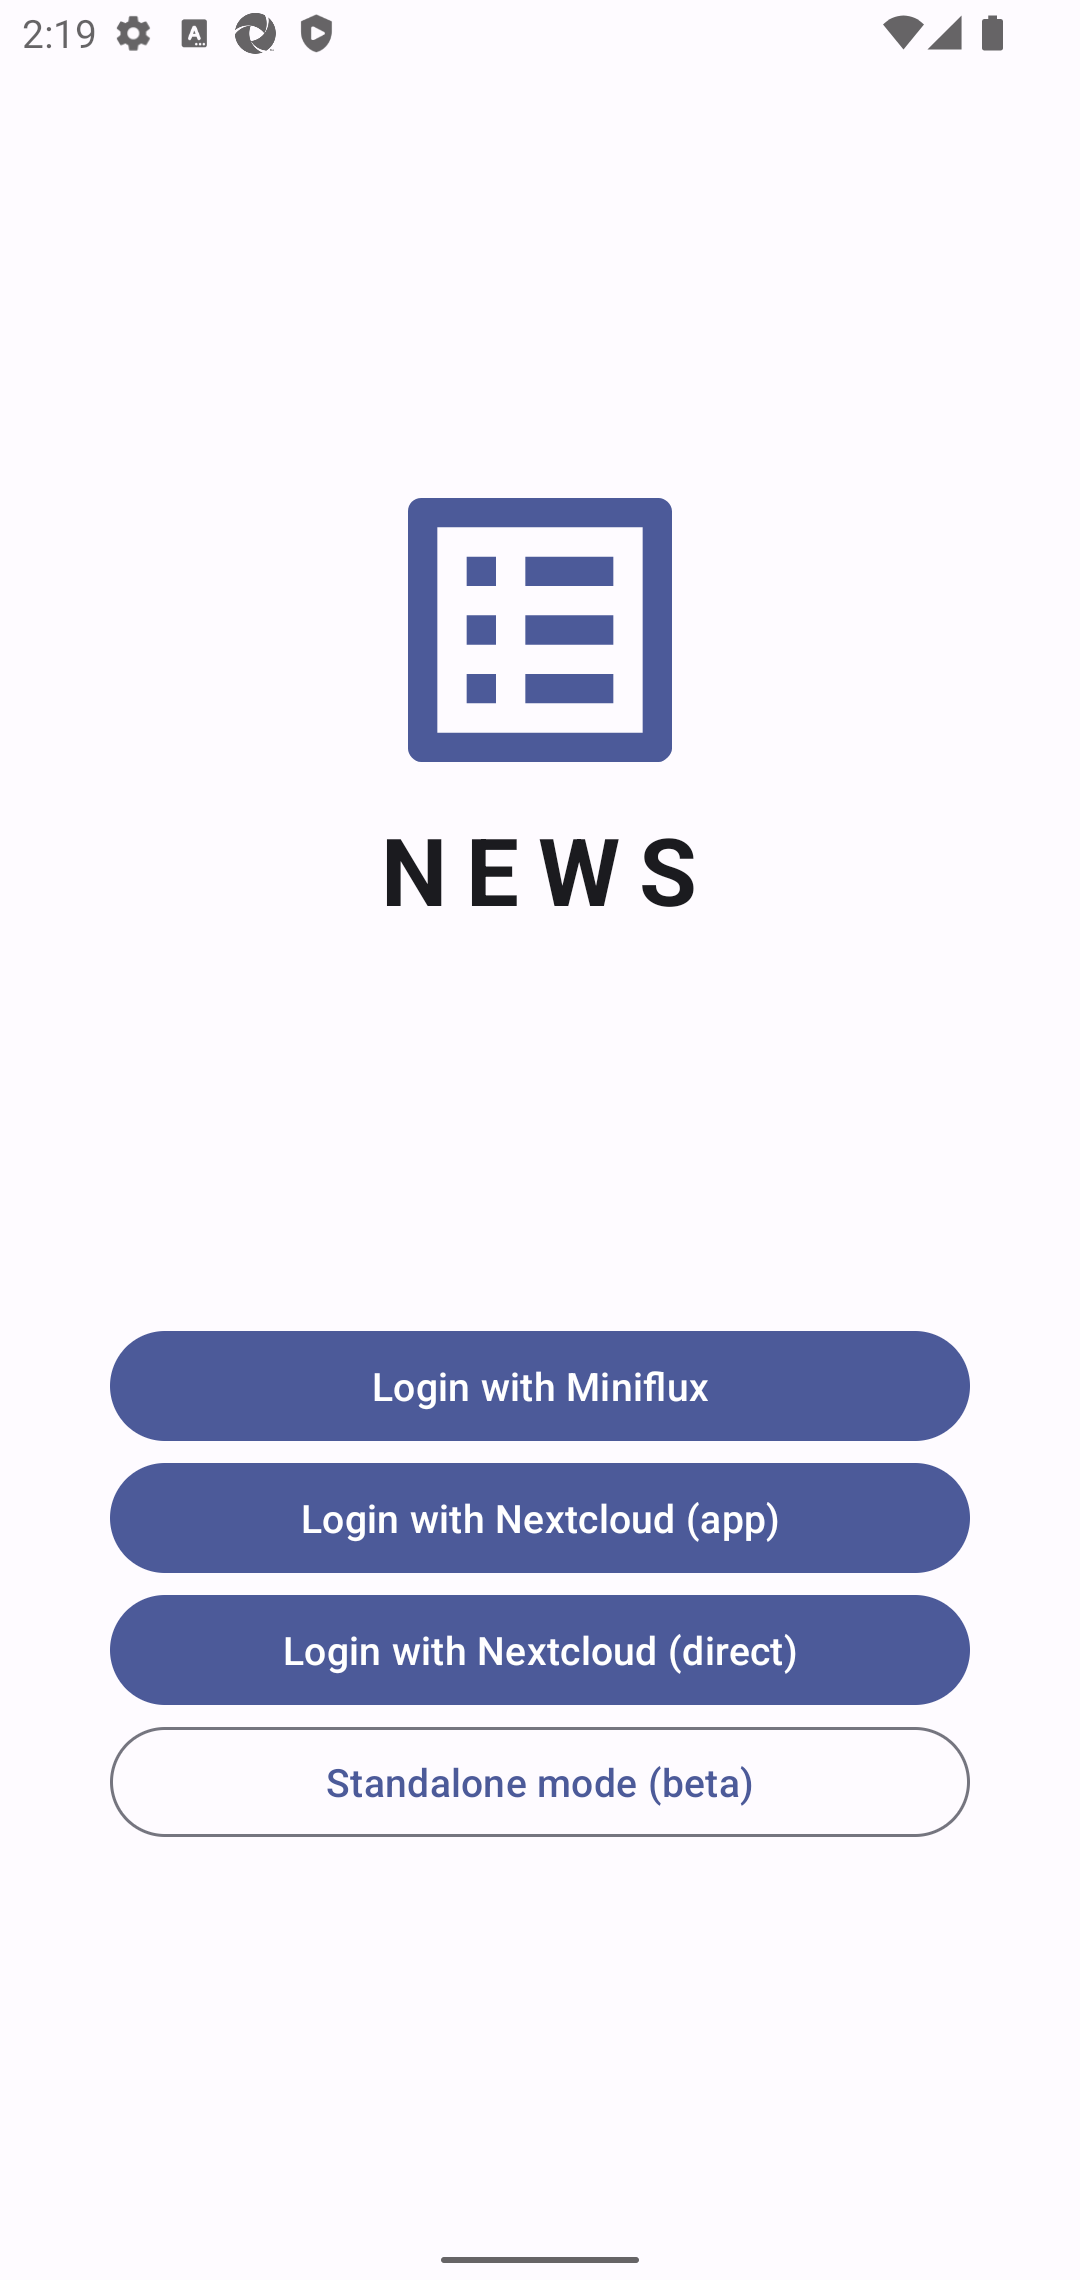 2:19
NEWS
Login with Miniflux
Login with Nextcloud (app)
Login with Nextcloud (direct)
Standalone mode (beta)